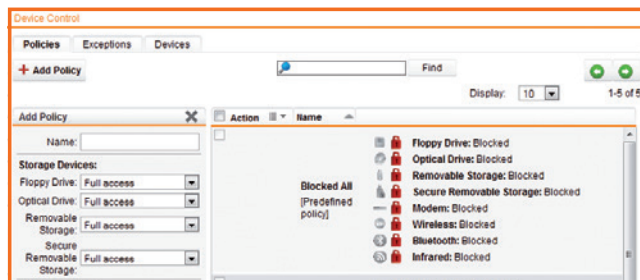 Device Control
Policies Exceptions Devices
+ Add Policy
Find
Display: 10 1-5 of 5
Add Policy
Action Name
Name:
Storage Devices:
Floppy Drive: Full access
Optical Drive: Full access
Removable Storage: Full access
Secure Removable Storage: Full access
Blocked All
[Predefined policy]
Floppy Drive: Blocked
Optical Drive: Blocked
Removable Storage: Blocked
Secure Removable Storage: Blocked
Modem: Blocked
Wireless: Blocked
Bluetooth: Blocked
Infrared: Blocked